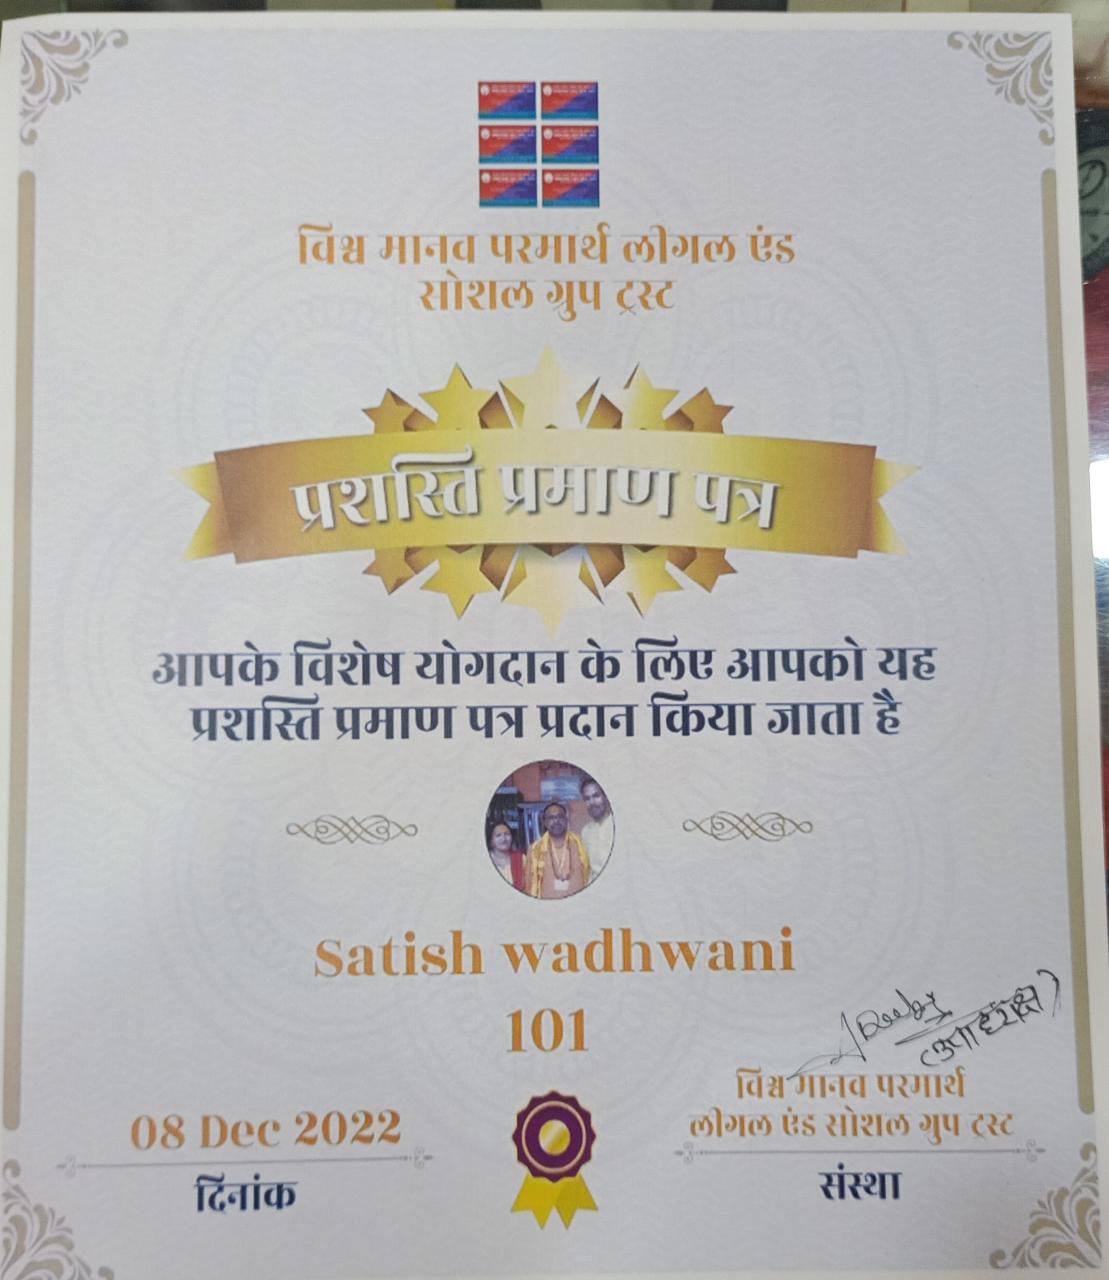 विश्व मानव परमार्थ लीगल एंड
सोशल ग्रुप ट्रस्ट
प्रशस्ति प्रमाण पत्र
आपके विशेष योगदान के लिए आपको यह
प्रशस्ति प्रमाण पत्र प्रदान किया जाता है
Satish wadhwani
101
विश्व मानव परमार्थ
लीगल एंड सोशल ग्रुप ट्रस्ट
08 Dec 2022
दिनांक
संस्था